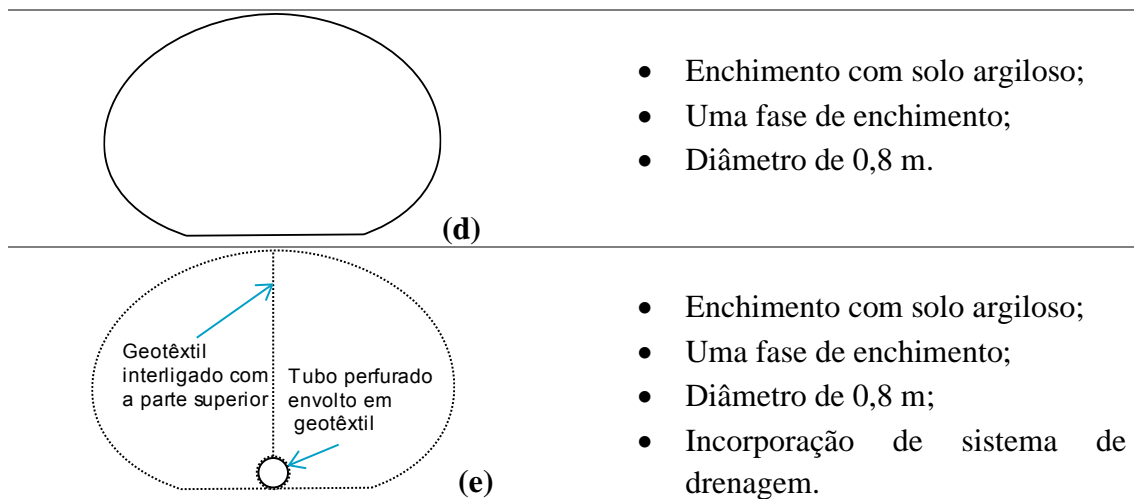 • Enchimento com solo argiloso;
• Uma fase de enchimento;
• Diâmetro de 0,8 m.
(d)
Geotêxtil
interligado com
a parte superior
Tubo perfurado
envolto em
geotêxtil
(e)
• Enchimento com solo argiloso;
• Uma fase de enchimento;
• Diâmetro de 0,8 m;
• Incorporação de sistema de
drenagem.